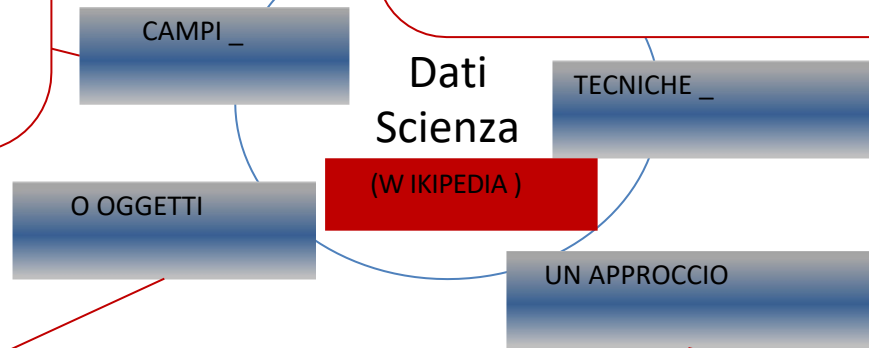 CAMPI _
Dati
Scienza
TECNICHE _
(W IKIPEDIA )
O OGGETTI
UN APPROCCIO